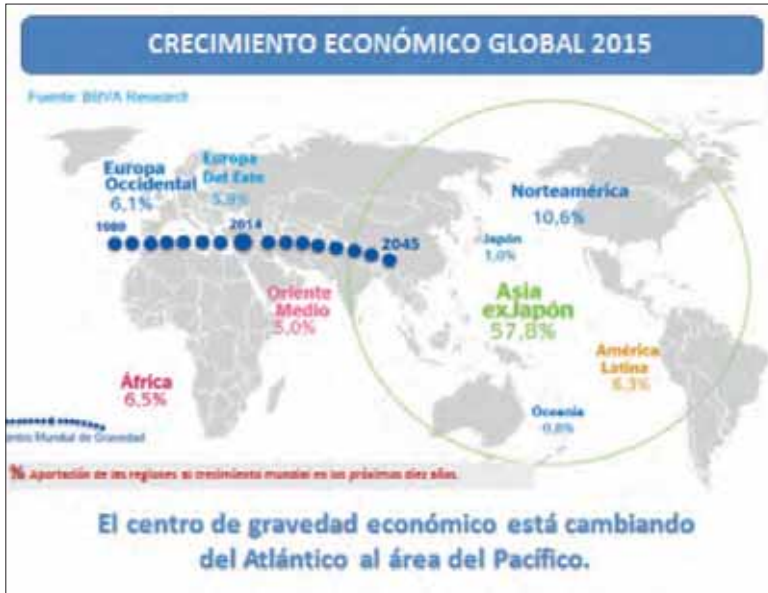 CRECIMIENTO ECONÓMICO GLOBAL 2015
Fuente: BBVA Research
Europa
Occidental
6,1%
Europa
Del Este
5,9%
1980
2014
2045
Norteamérica
10,6%
Japón
1,0%
Oriente
Medio
5,0%
Asia
exJapón
57,8%
África
6,5%
América
Latina
6,3%
Oceanía
0,8%
entro Mundial de Gravedad
% Aportación de las regiones al crecimiento mundial en los próximos diez años.
El centro de gravedad económico está cambiando
del Atlántico al área del Pacífico.